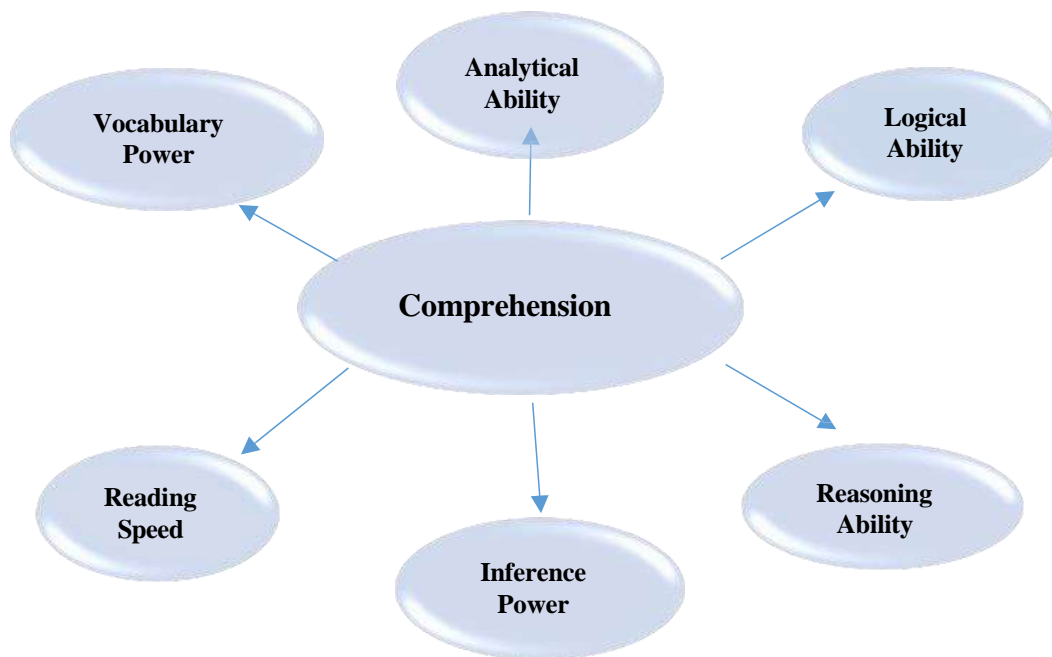 Analytical
Ability
Vocabulary
Power
Logical
Ability
Comprehension
Reading
Speed
Inference
Power
Reasoning
Ability